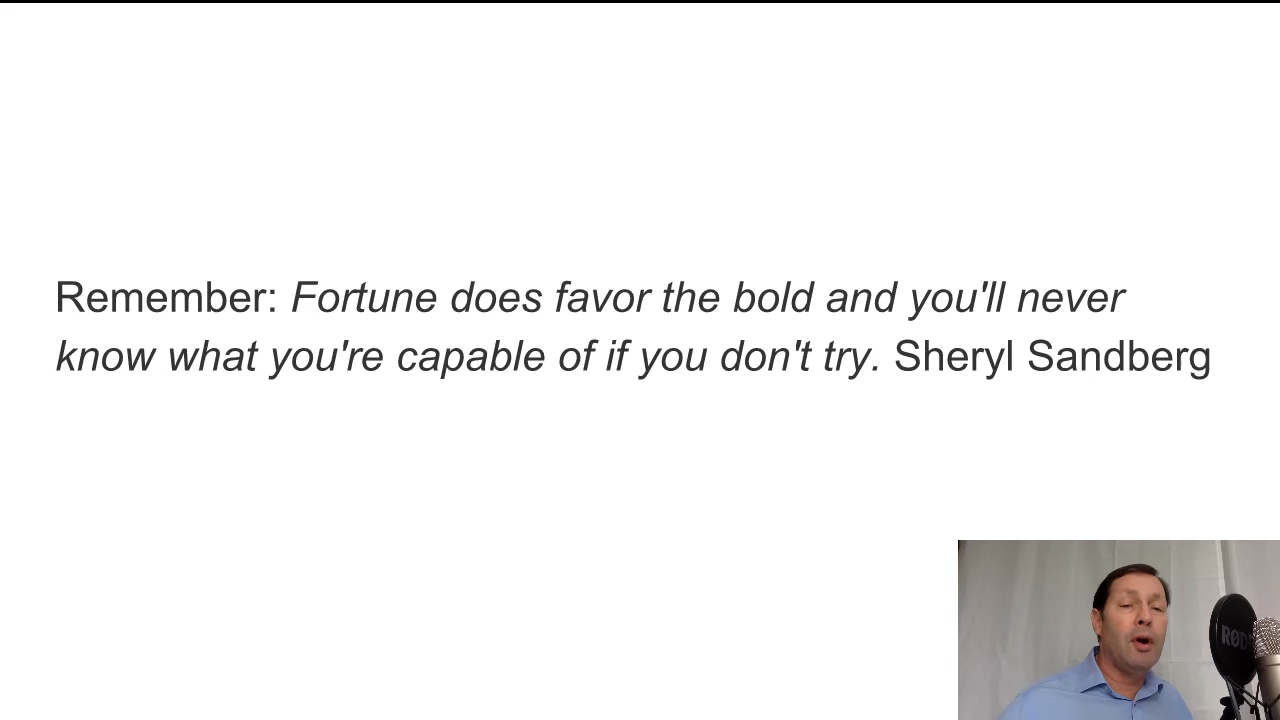 Remember: Fortune does favor the bold and you'll never
know what you're capable of if you don't try. Sheryl Sandberg
RØDE